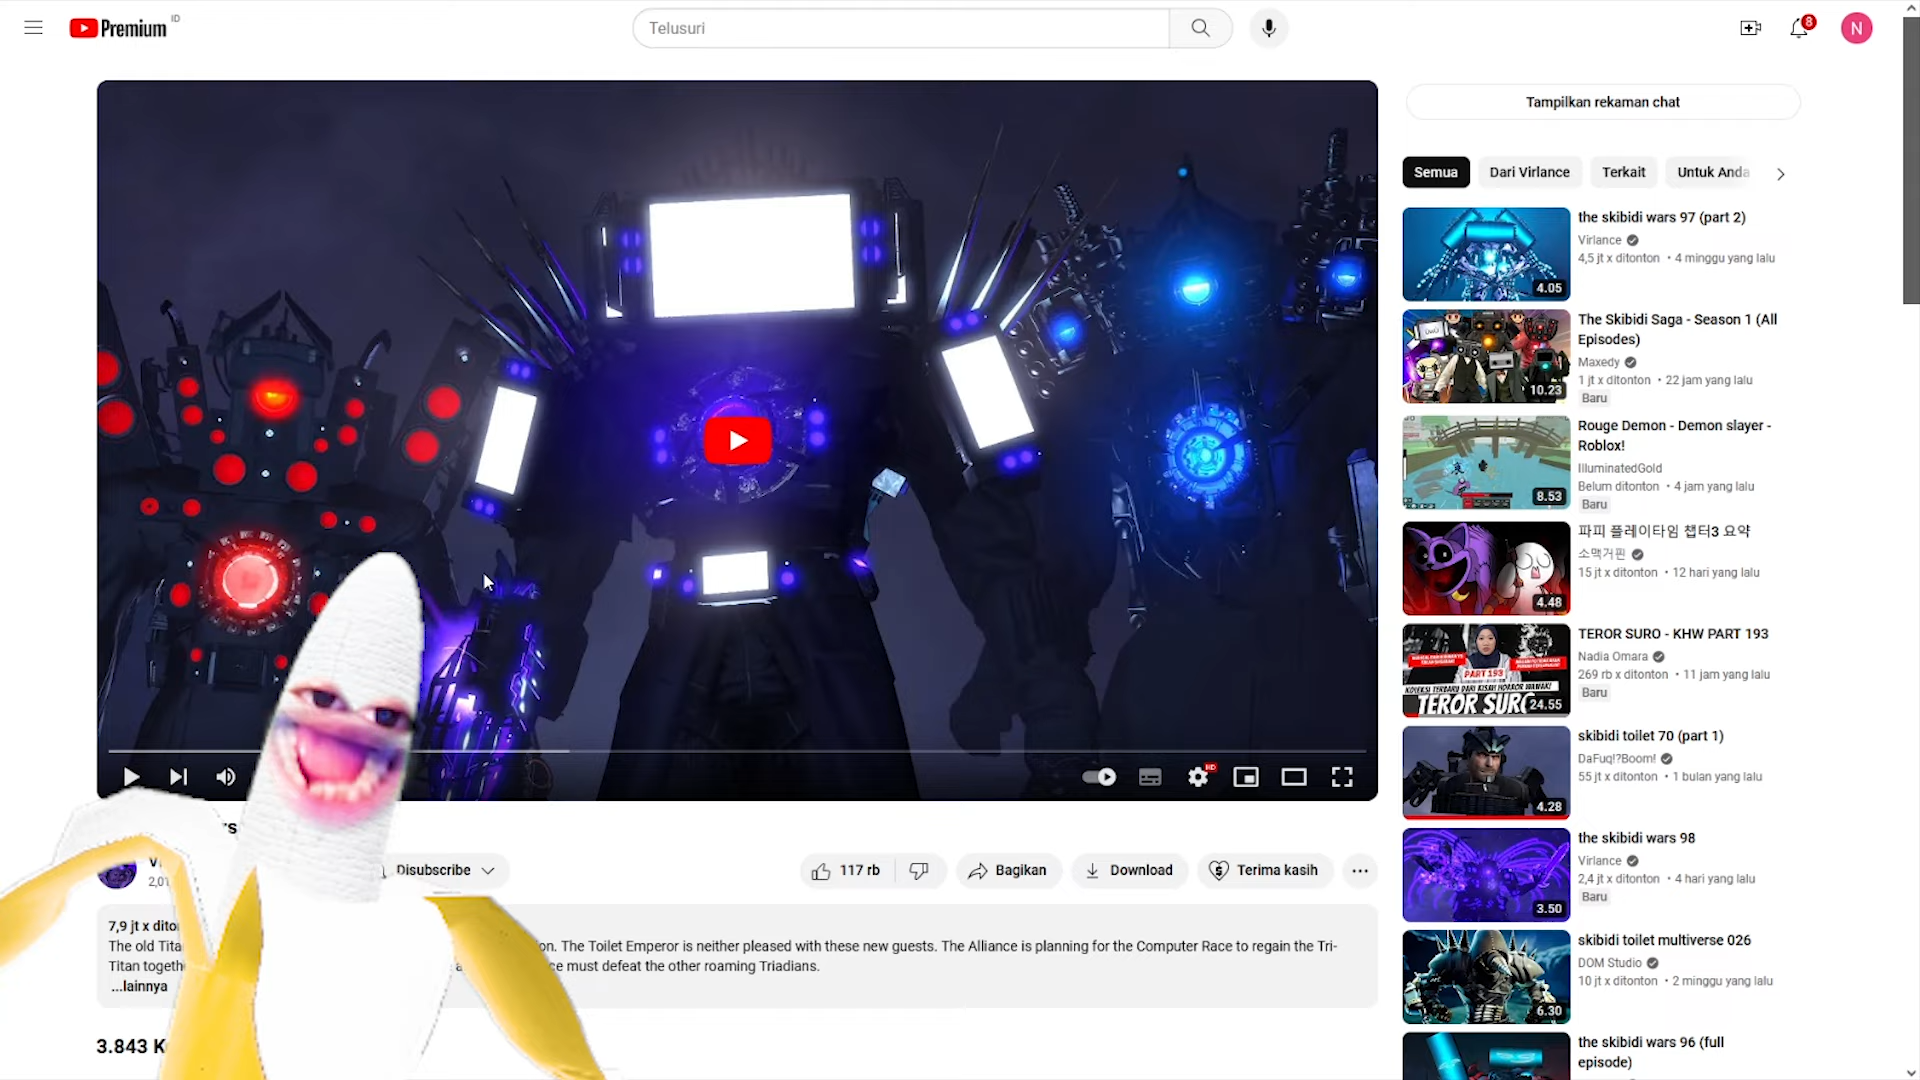 Premium ID
Telusuri
8
N
Tampilkan rekaman chat
Semua
Dari Virlance
Terkait
Untuk Anda
the skibidi wars 97 (part 2)
Virlance
4,5 jt x ditonton • 4 minggu yang lalu
4.05
The Skibidi Saga - Season 1 (All
Episodes)
Maxedy
1 jt x ditonton • 22 jam yang lalu
Baru
10.23
Rouge Demon - Demon slayer -
Roblox!
IlluminatedGold
Belum ditonton • 4 jam yang lalu
Baru
8.53
파피 플레이타임 챕터3 요약
소맥거핀
15 jt x ditonton • 12 hari yang lalu
4.48
TEROR SURO - KHW PART 193
Nadia Omara
269 rb x ditonton • 11 jam yang lalu
Baru
PART 193
KOLEKSI TERBARU DARI KISAH HORROR WAWAK!
TEROR SURO
24.55
skibidi toilet 70 (part 1)
DaFuq!?Boom!
55 jt x ditonton • 1 bulan yang lalu
4.28
the skibidi wars 98
Virlance
2,4 jt x ditonton • 4 hari yang lalu
Baru
3.50
skibidi toilet multiverse 026
DOM Studio
10 jt x ditonton • 2 minggu yang lalu
6.30
the skibidi wars 96 (full
episode)
HD
Disubscribe
117 rb
Bagikan
Download
Terima kasih
7,9 jt x dito
The old Tita on. The Toilet Emperor is neither pleased with these new guests. The Alliance is planning for the Computer Race to regain the Tri-
Titan togeth ce must defeat the other roaming Triadians.
...lainnya
3.843 K